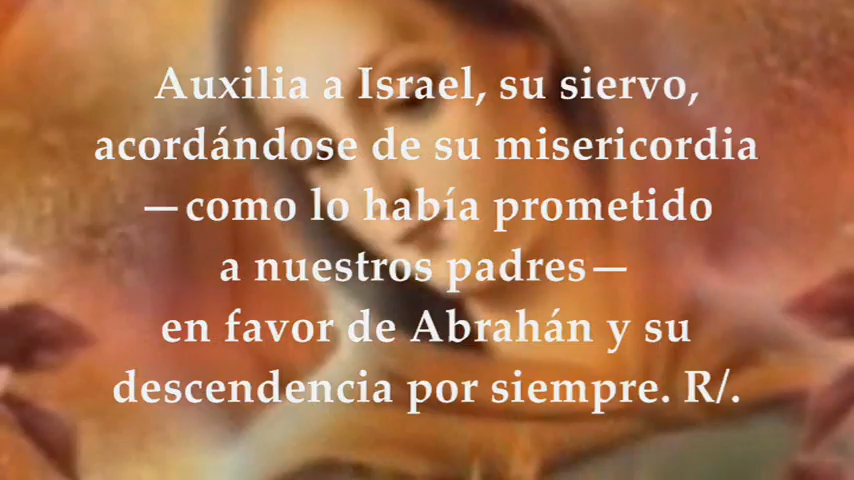 Auxilia a Israel, su siervo,
acordándose de su misericordia
—como lo había prometido
a nuestros padres—
en favor de Abrahán y su
descendencia por siempre. R/.